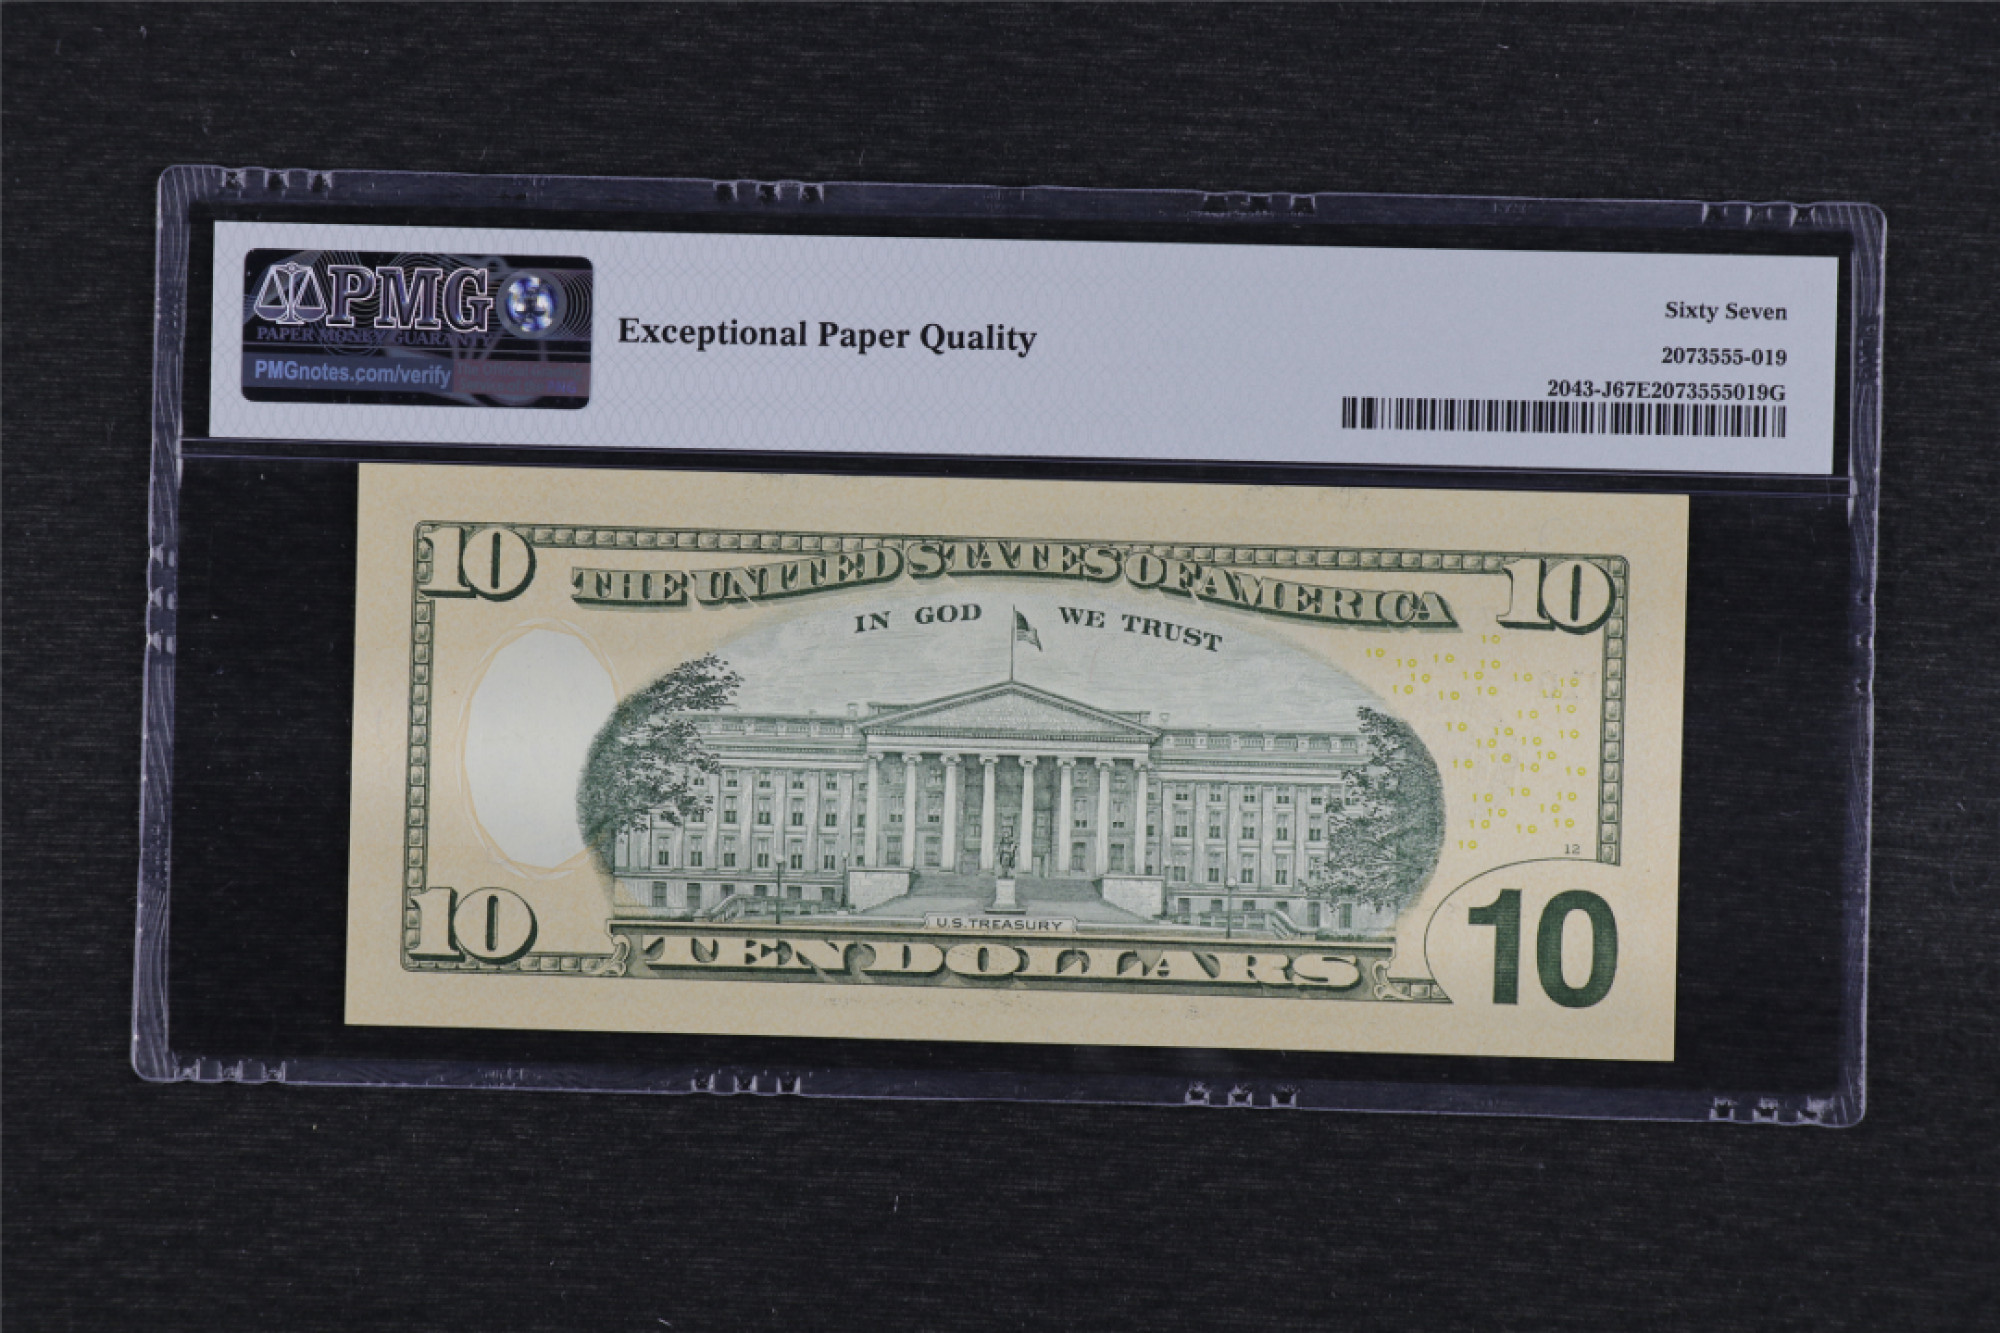 PMG
PAPER MONEY GUARANTY
PMGnotes.com/verify
Exceptional Paper Quality
Sixty Seven
2073555-019
2043-J67E2073555019G
10
THE UNITED STATES OF AMERICA
10
IN GOD WE TRUST
12
U.S. TREASURY
10
TEN DOLLARS
10